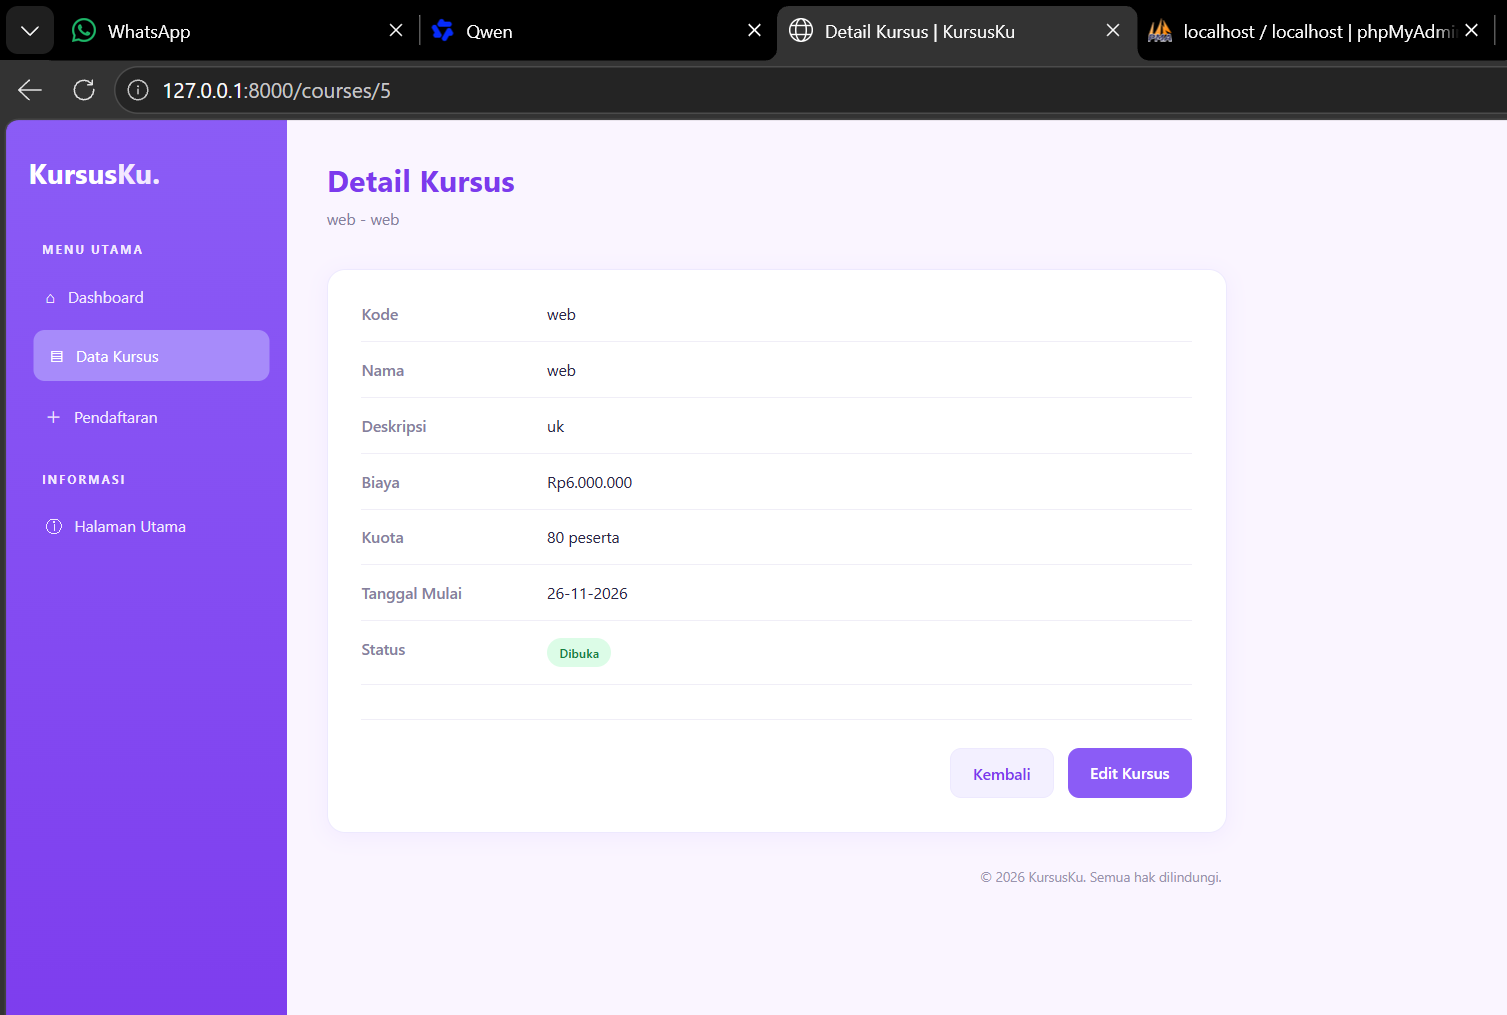 WhatsApp
Qwen
Detail Kursus | KursusKu
localhost / localhost | phpMyAdmi
127.0.0.1:8000/courses/5
KursusKu.
MENU UTAMA
Dashboard
Data Kursus
Pendaftaran
INFORMASI
Halaman Utama
Detail Kursus
web - web
Kode web
Nama web
Deskripsi uk
Biaya Rp6.000.000
Kuota 80 peserta
Tanggal Mulai 26-11-2026
Status Dibuka
Kembali Edit Kursus
© 2026 KursusKu. Semua hak dilindungi.